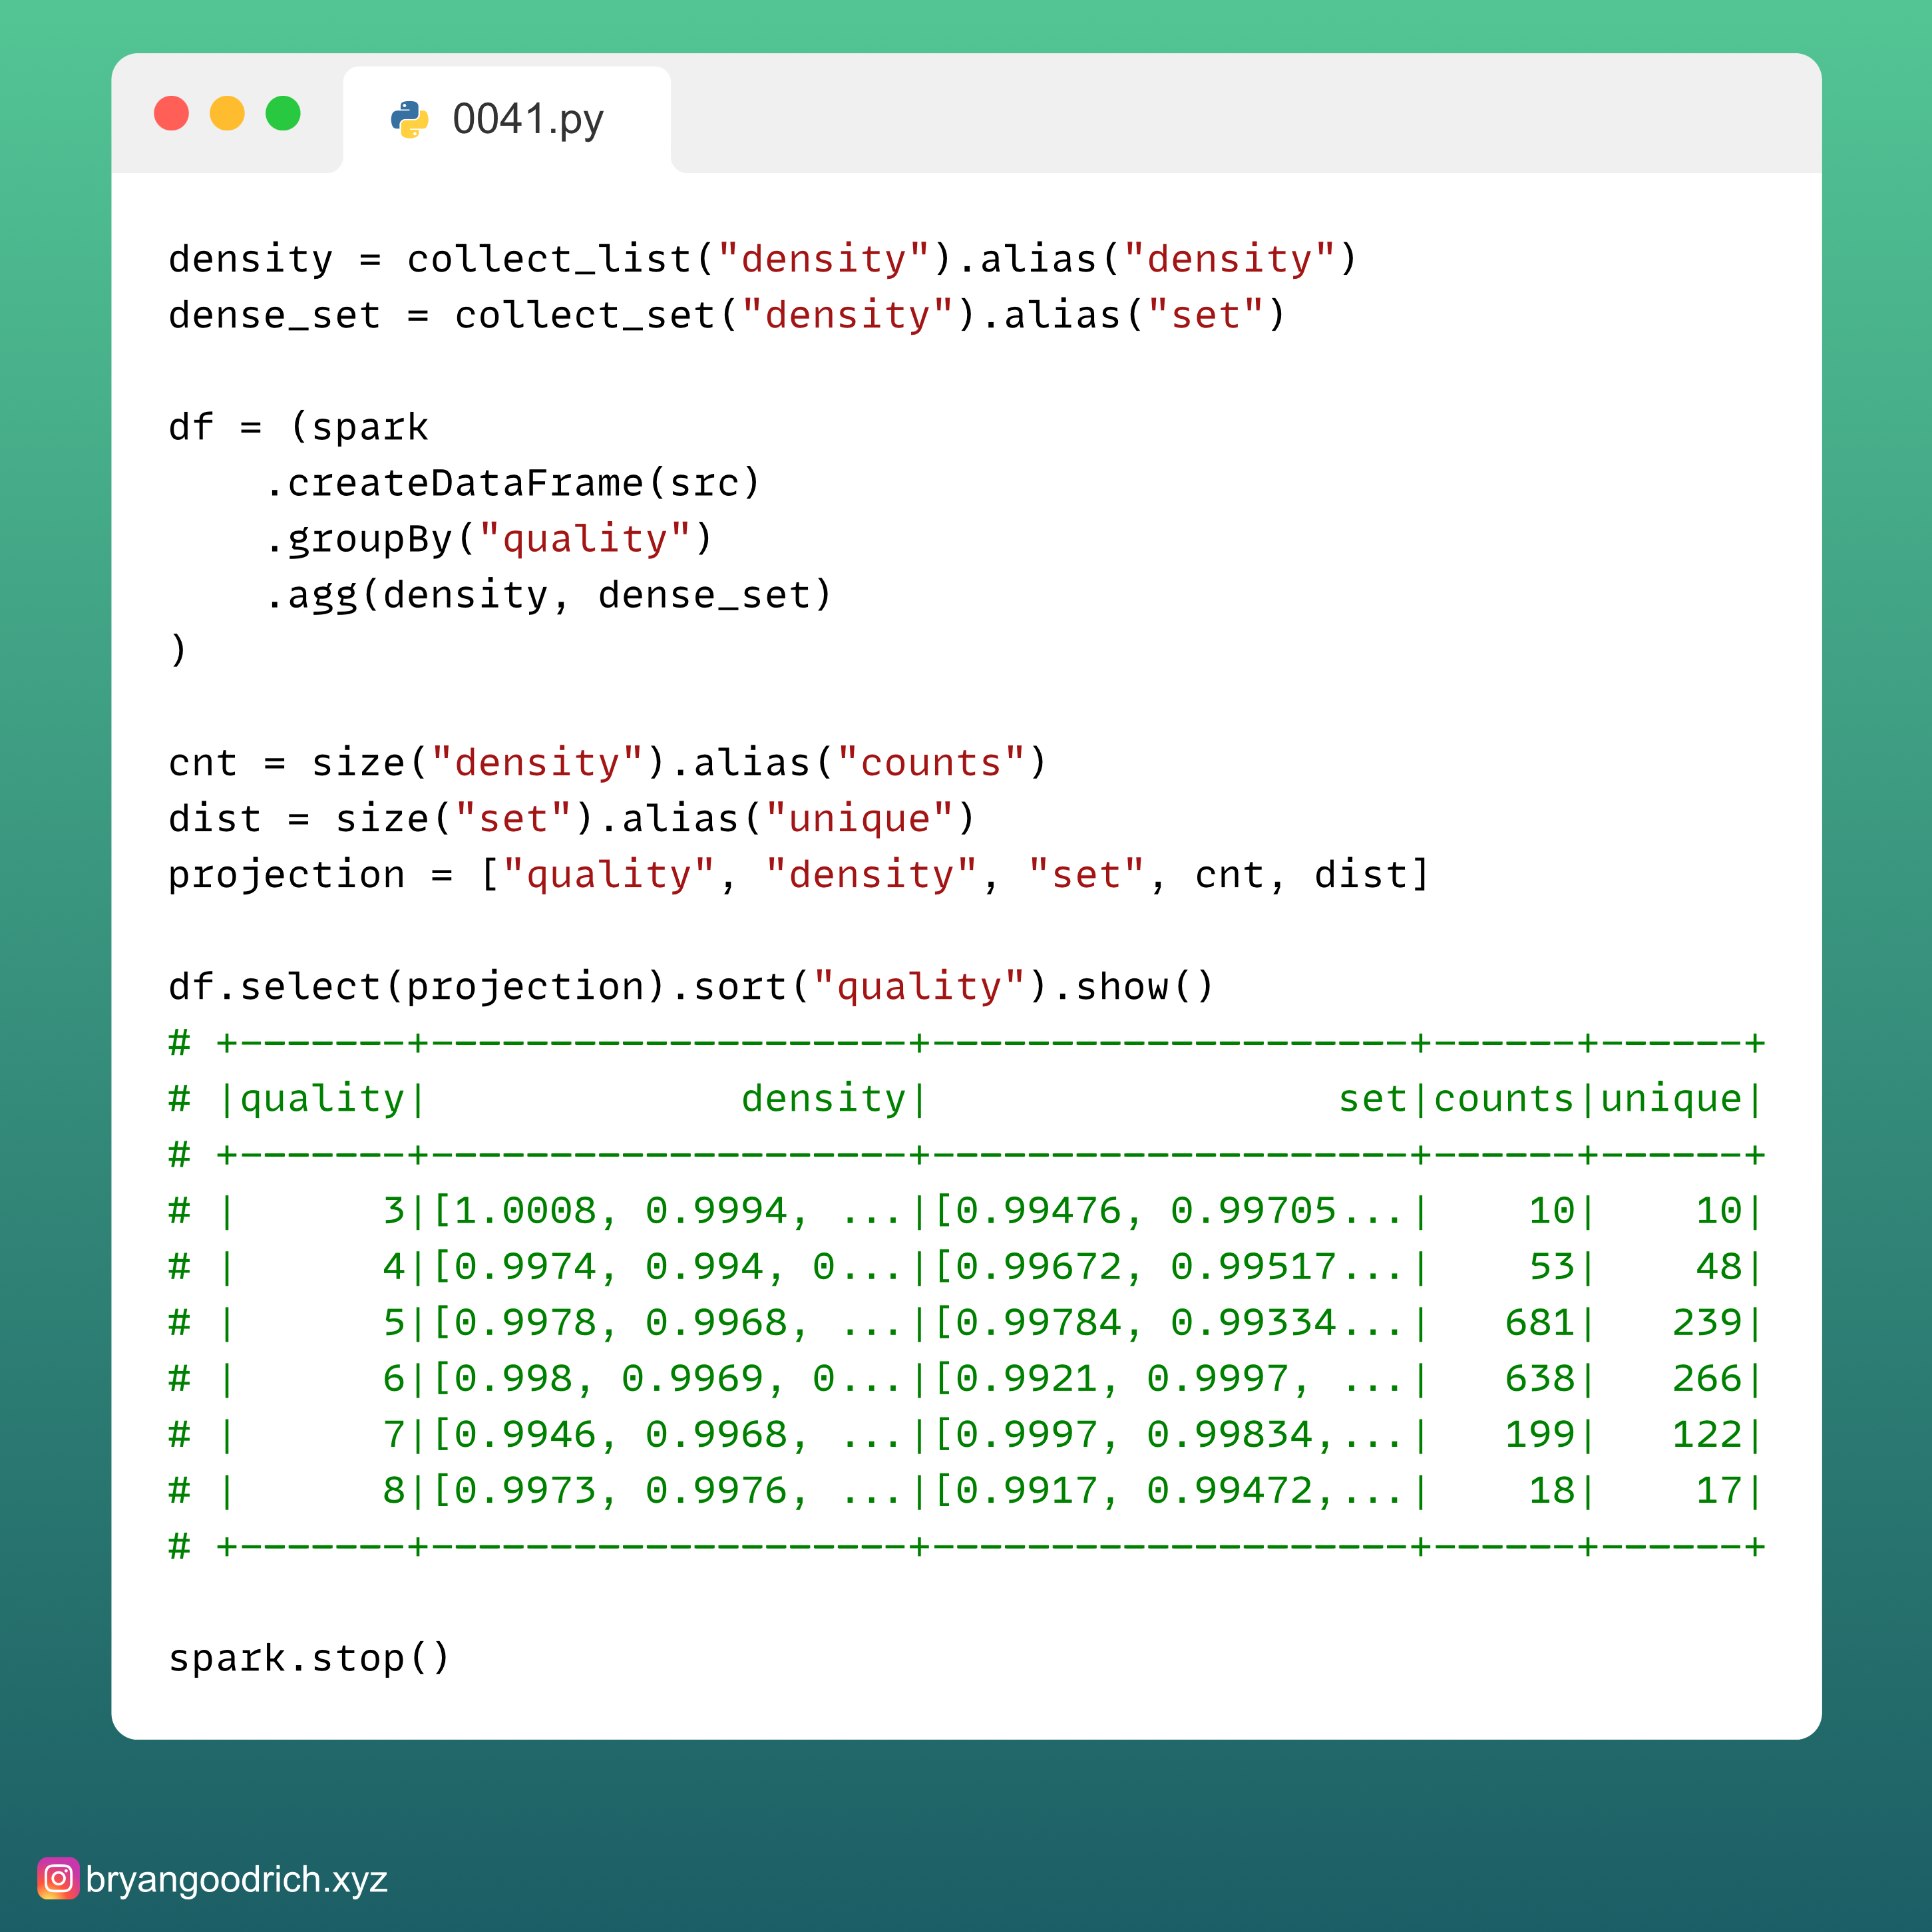 0041.py
density = collect_list("density").alias("density")
dense_set = collect_set("density").alias("set")
df = (spark
    .createDataFrame(src)
    .groupBy("quality")
    .agg(density, dense_set)
)
cnt = size("density").alias("counts")
dist = size("set").alias("unique")
projection = ["quality", "density", "set", cnt, dist]
df.select(projection).sort("quality").show()
# +-------+--------------------+--------------------+------+------+
# |quality|             density|                 set|counts|unique|
# +-------+--------------------+--------------------+------+------+
# |      3|[1.0008, 0.9994, ...|[0.99476, 0.99705...|    10|    10|
# |      4|[0.9974, 0.994, 0...|[0.99672, 0.99517...|    53|    48|
# |      5|[0.9978, 0.9968, ...|[0.99784, 0.99334...|   681|   239|
# |      6|[0.998, 0.9969, 0...|[0.9921, 0.9997, ...|   638|   266|
# |      7|[0.9946, 0.9968, ...|[0.9997, 0.99834,...|   199|   122|
# |      8|[0.9973, 0.9976, ...|[0.9917, 0.99472,...|    18|    17|
# +-------+--------------------+--------------------+------+------+
spark.stop()
bryangoodrich.xyz